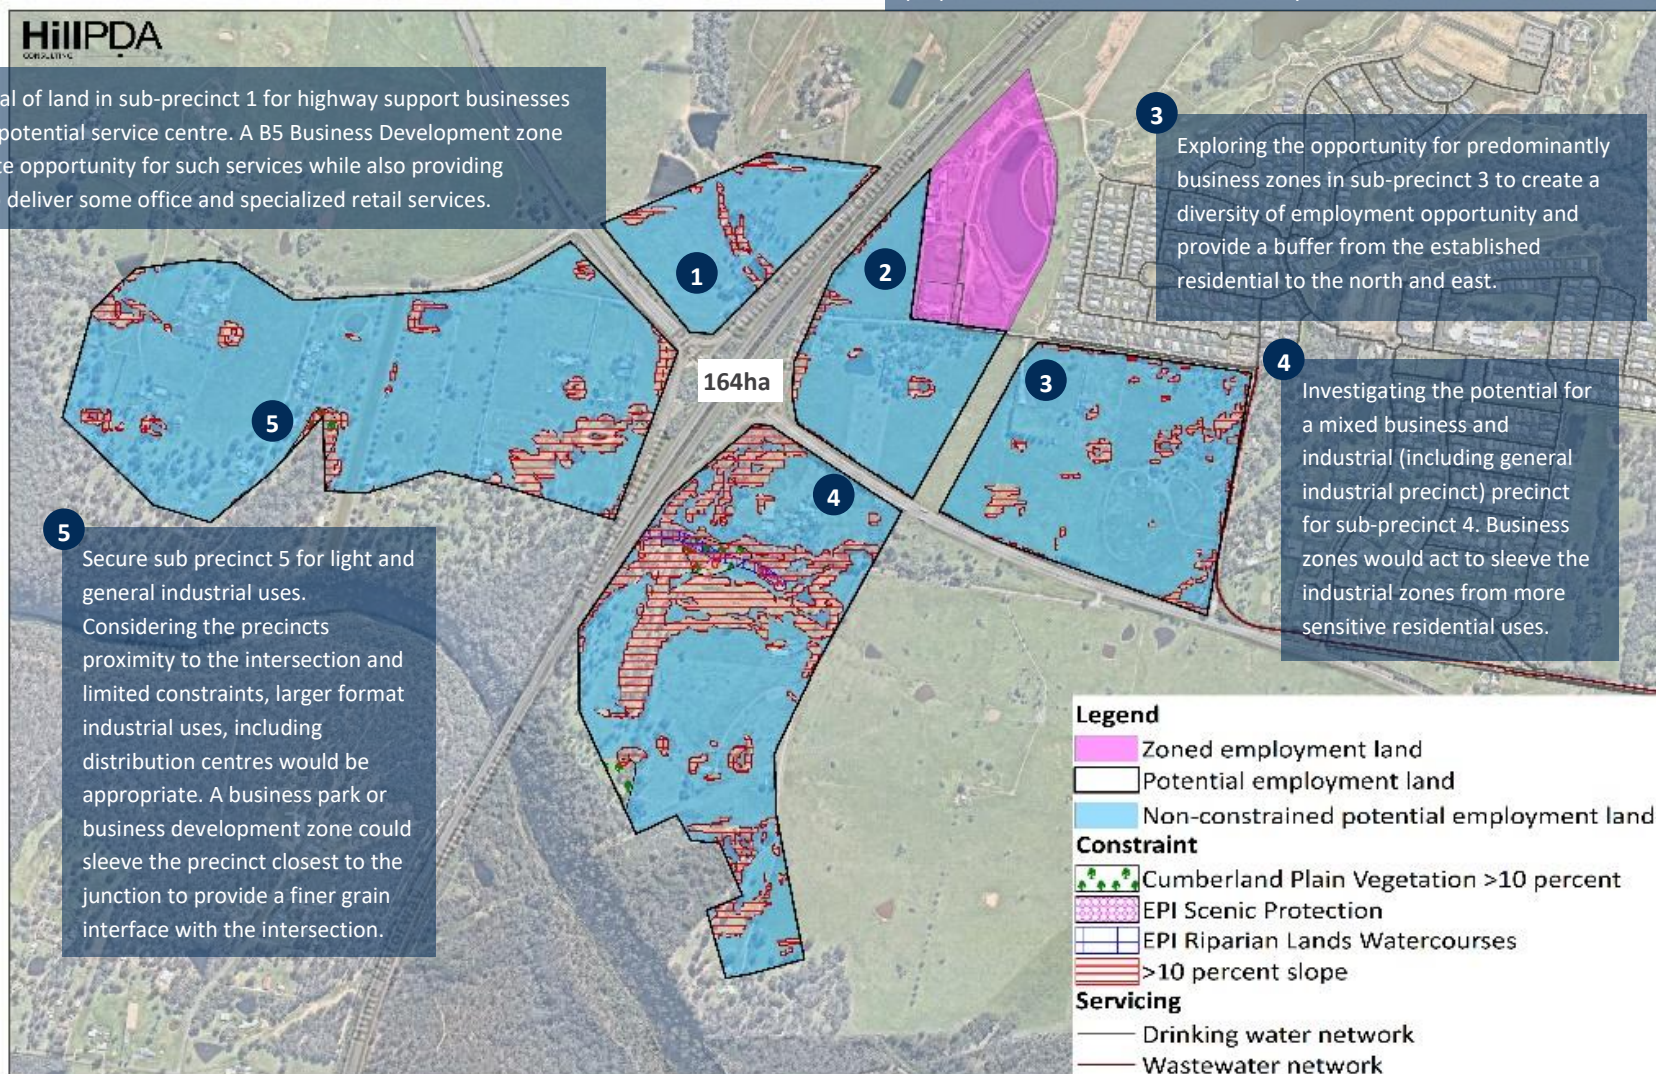 HillPDA
CONSULTING
al of land in sub-precinct 1 for highway support businesses
potential service centre. A B5 Business Development zone
te opportunity for such services while also providing
deliver some office and specialized retail services.
3
Exploring the opportunity for predominantly
business zones in sub-precinct 3 to create a
diversity of employment opportunity and
provide a buffer from the established
residential to the north and east.
1
2
164ha
3
4
Investigating the potential for
a mixed business and
industrial (including general
industrial precinct) precinct
for sub-precinct 4. Business
zones would act to sleeve the
industrial zones from more
sensitive residential uses.
5
4
5
Secure sub precinct 5 for light and
general industrial uses.
Considering the precincts
proximity to the intersection and
limited constraints, larger format
industrial uses, including
distribution centres would be
appropriate. A business park or
business development zone could
sleeve the precinct closest to the
junction to provide a finer grain
interface with the intersection.
Legend
Zoned employment land
Potential employment land
Non-constrained potential employment land
Constraint
Cumberland Plain Vegetation >10 percent
EPI Scenic Protection
EPI Riparian Lands Watercourses
>10 percent slope
Servicing
Drinking water network
Wastewater network